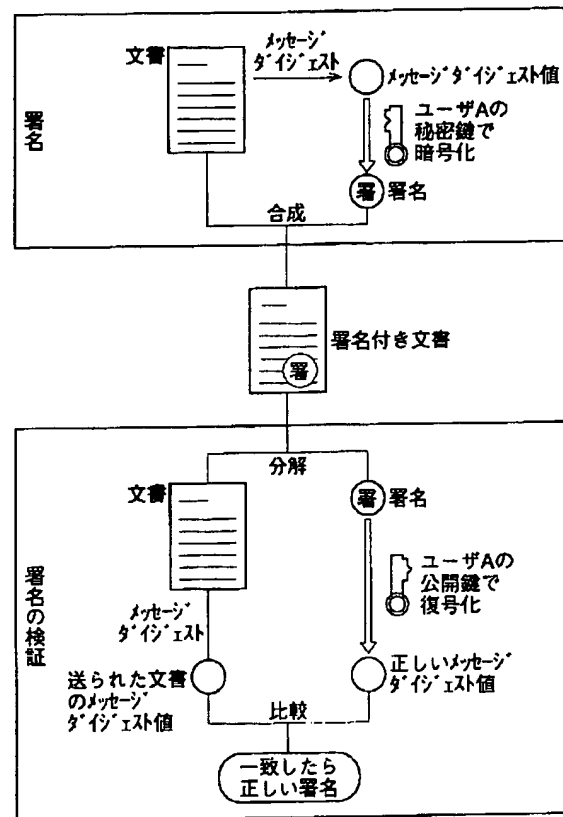 署名
文書
メッセージ
ダイジェスト
メッセージダイジェスト値
ユーザAの
秘密鍵で
暗号化
署 署名
合成
署名付き文書
署
署名の検証
分解
文書
署 署名
メッセージ
ダイジェスト
ユーザAの
公開鍵で
復号化
送られた文書
のメッセージ
ダイジェスト値
正しいメッセージ
ダイジェスト値
比較
一致したら
正しい署名